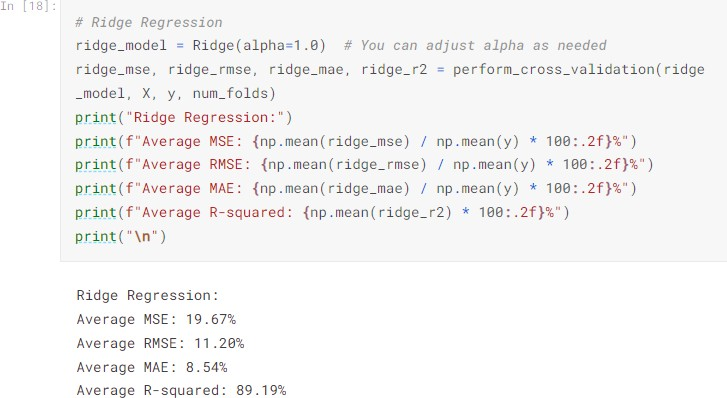 In [18]:
# Ridge Regression
ridge_model = Ridge(alpha=1.0)  # You can adjust alpha as needed
ridge_mse, ridge_rmse, ridge_mae, ridge_r2 = perform_cross_validation(ridge
_model, X, y, num_folds)
print("Ridge Regression:")
print(f"Average MSE: {np.mean(ridge_mse) / np.mean(y) * 100:.2f}%")
print(f"Average RMSE: {np.mean(ridge_rmse) / np.mean(y) * 100:.2f}%")
print(f"Average MAE: {np.mean(ridge_mae) / np.mean(y) * 100:.2f}%")
print(f"Average R-squared: {np.mean(ridge_r2) * 100:.2f}%")
print("\n")
Ridge Regression:
Average MSE: 19.67%
Average RMSE: 11.20%
Average MAE: 8.54%
Average R-squared: 89.19%